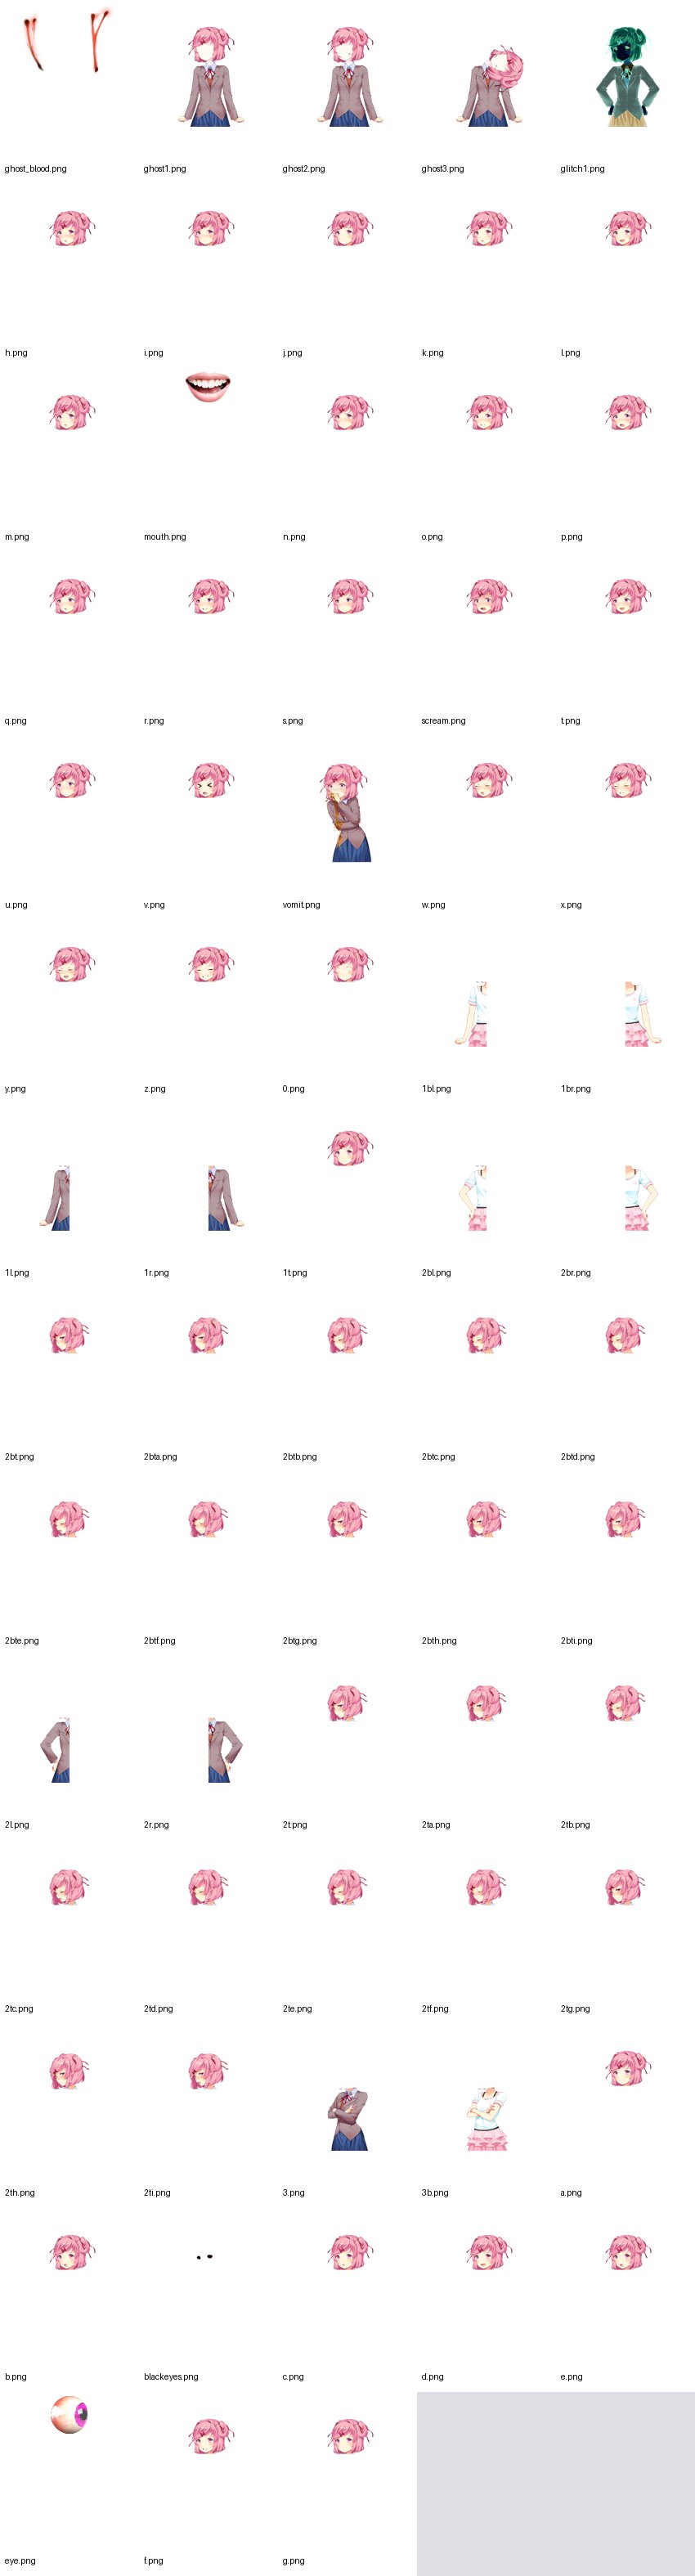 ghost_blood.png ghost1.png ghost2.png ghost3.png glitch1.png
h.png i.png j.png k.png l.png
m.png mouth.png n.png o.png p.png
q.png r.png s.png scream.png t.png
u.png v.png vomit.png w.png x.png
y.png z.png 0.png 1bl.png 1br.png
1l.png 1r.png 1t.png 2bl.png 2br.png
2bt.png 2bta.png 2btb.png 2btc.png 2btd.png
2bte.png 2btf.png 2btg.png 2bth.png 2bti.png
2l.png 2r.png 2t.png 2ta.png 2tb.png
2tc.png 2td.png 2te.png 2tf.png 2tg.png
2th.png 2ti.png 3.png 3b.png a.png
b.png blackeyes.png c.png d.png e.png
eye.png f.png g.png